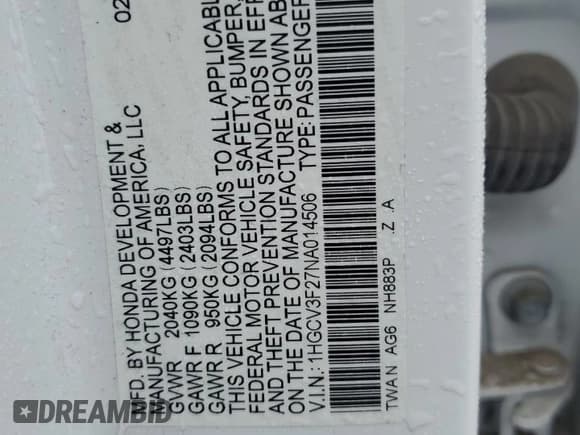 02
MFD. BY HONDA DEVELOPMENT &
MANUFACTURING OF AMERICA, LLC
GVWR 2040KG (4497LBS)
GAWR F 1090KG (2403LBS)
GAWR R 950KG (2094LBS)
THIS VEHICLE CONFORMS TO ALL APPLICABL
FEDERAL MOTOR VEHICLE SAFETY, BUMPER,
AND THEFT PREVENTION STANDARDS IN EFF
ON THE DATE OF MANUFACTURE SHOWN AB
V.I.N.: 1HGCV3F27NA014506 TYPE: PASSENGER
TWAN AG6 NH883P .Z .A
DREAMBID